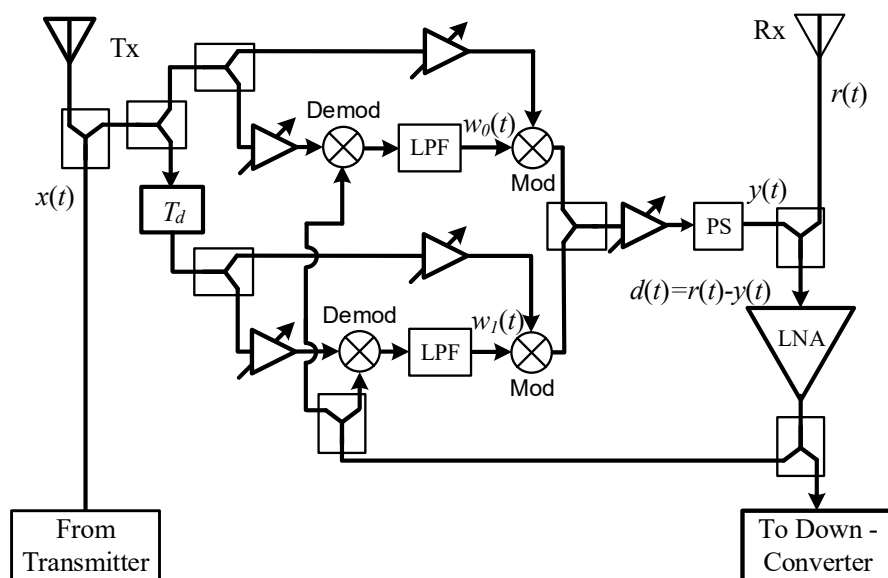 Tx
Rx
r(t)
Demod
w0(t)
LPF
Mod
x(t)
y(t)
Td
PS
d(t)=r(t)-y(t)
Demod
w1(t)
LPF
LNA
Mod
From
Transmitter
To Down -
Converter